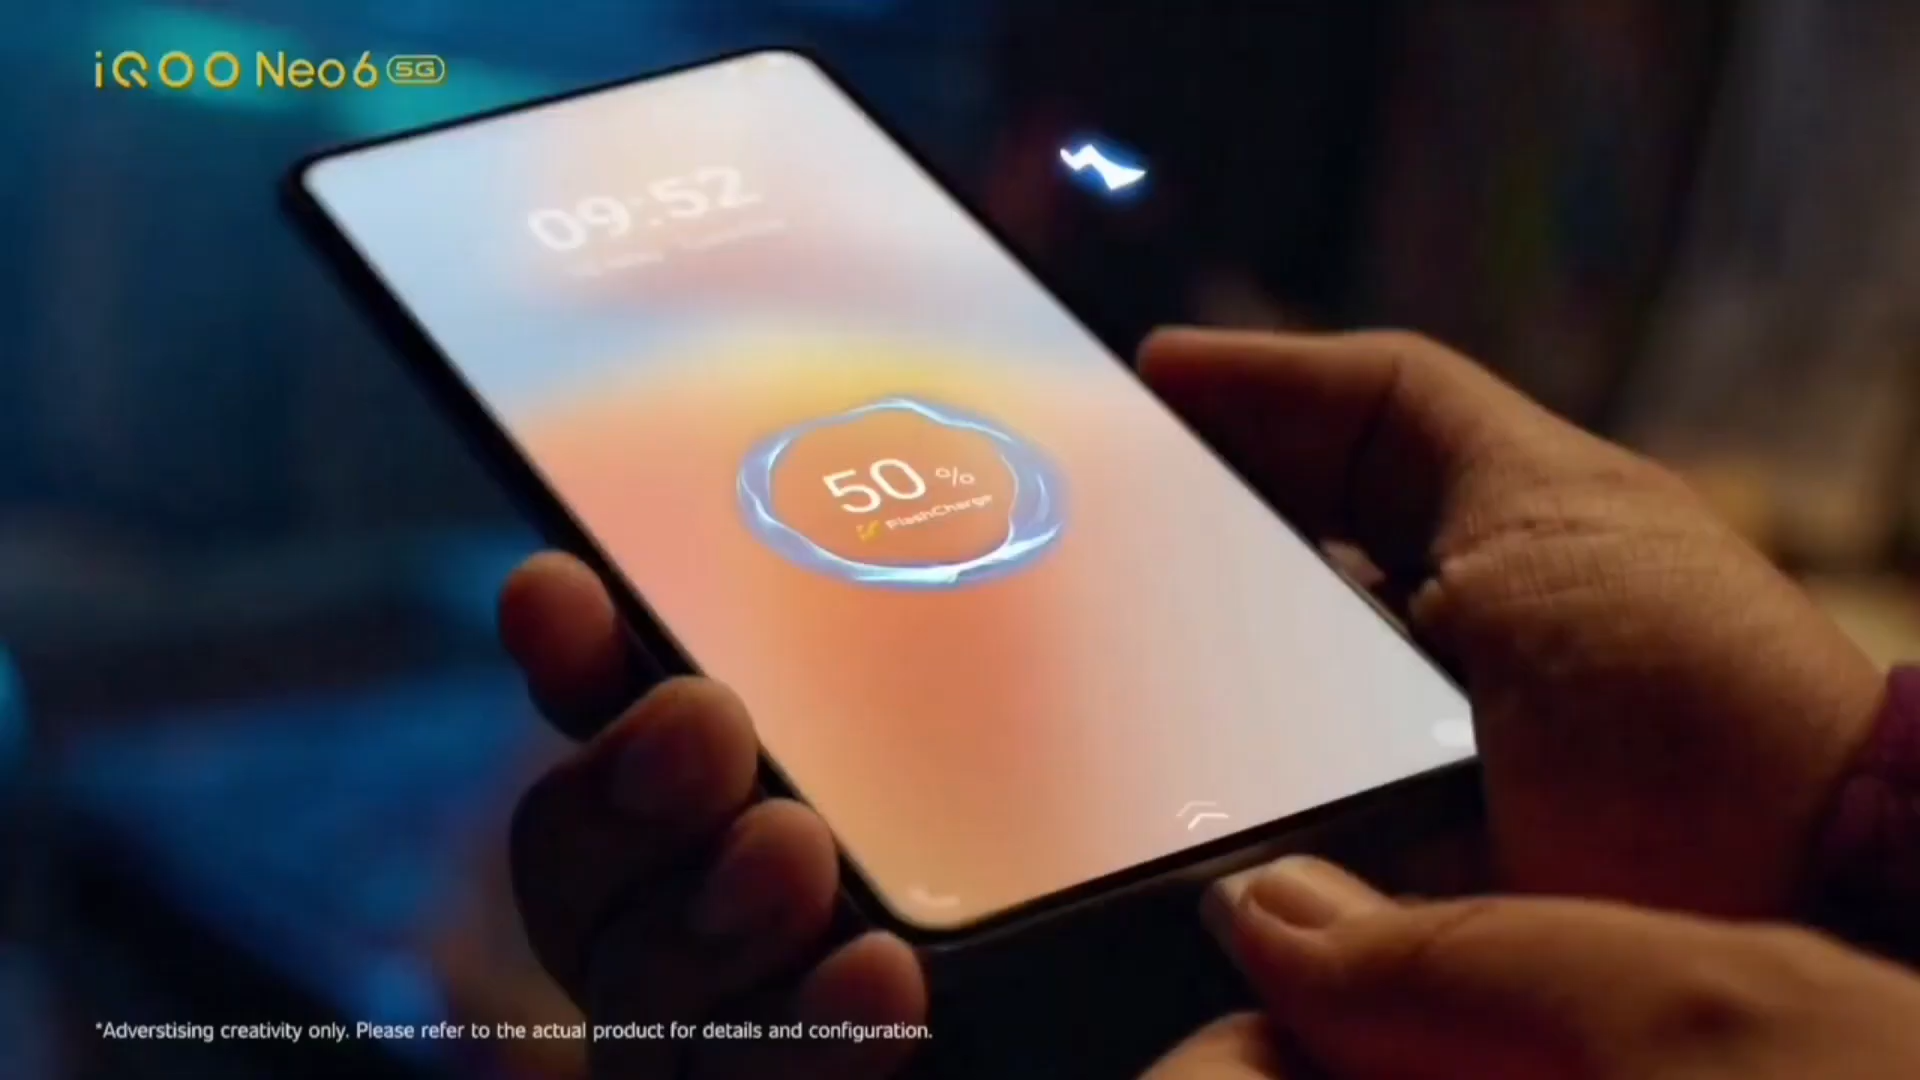 iQOO Neo6 5G
09:52
50 %
FlashCharge
*Adverstising creativity only. Please refer to the actual product for details and configuration.